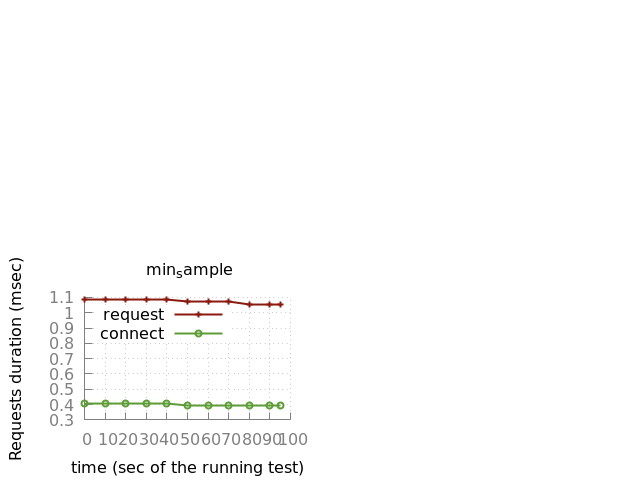 min_sample
Requests duration (msec)
1.1
1
0.9
0.8
0.7
0.6
0.5
0.4
0.3
request
connect
0 10 20 30 40 50 60 70 80 90 100
time (sec of the running test)